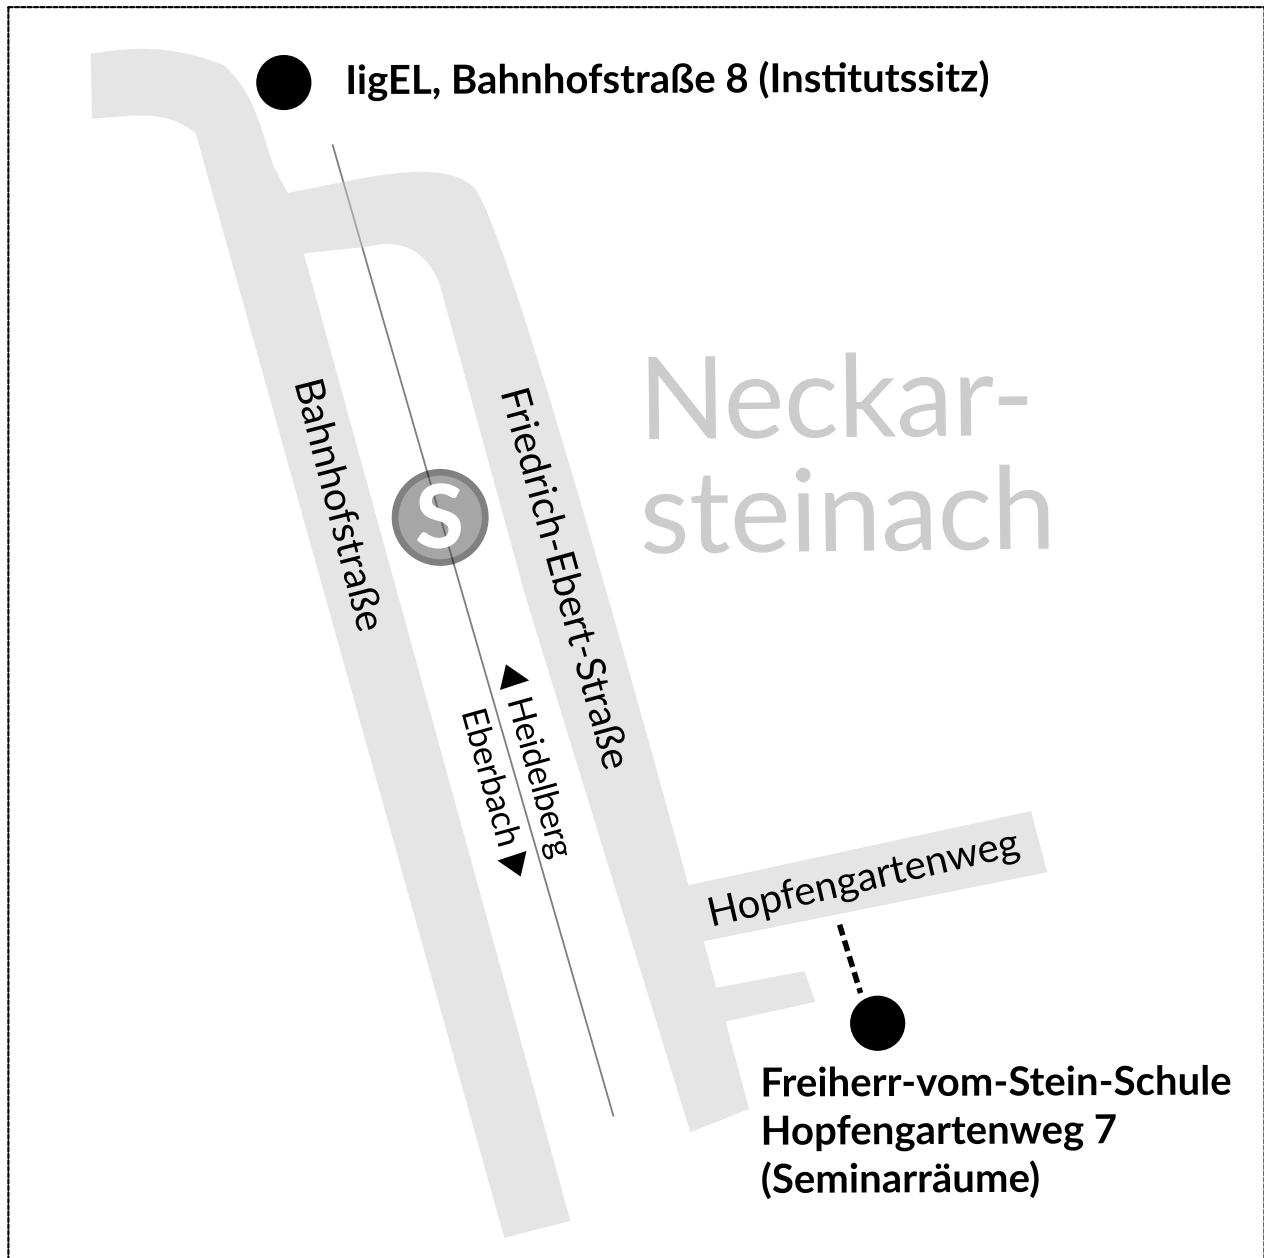 IigEL, Bahnhofstraße 8 (Institutssitz)
Neckar-
steinach
Bahnhofstraße
S
Friedrich-Ebert-Straße
Heidelberg
Eberbach
Hopfengartenweg
Freiherr-vom-Stein-Schule
Hopfengartenweg 7
(Seminarräume)